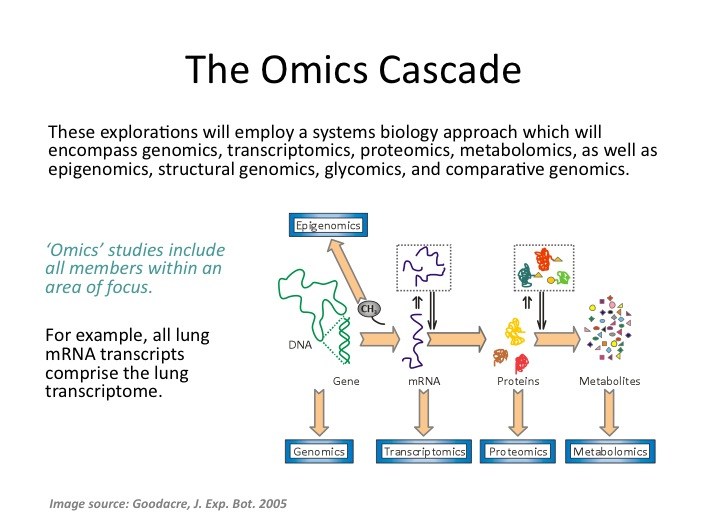 The Omics Cascade
These explorations will employ a systems biology approach which will
encompass genomics, transcriptomics, proteomics, metabolomics, as well as
epigenomics, structural genomics, glycomics, and comparative genomics.
‘Omics’ studies include
all members within an
area of focus.
For example, all lung
mRNA transcripts
comprise the lung
transcriptome.
Epigenomics
CH3
DNA
Gene
mRNA
Proteins
Metabolites
Genomics
Transcriptomics
Proteomics
Metabolomics
Image source: Goodacre, J. Exp. Bot. 2005